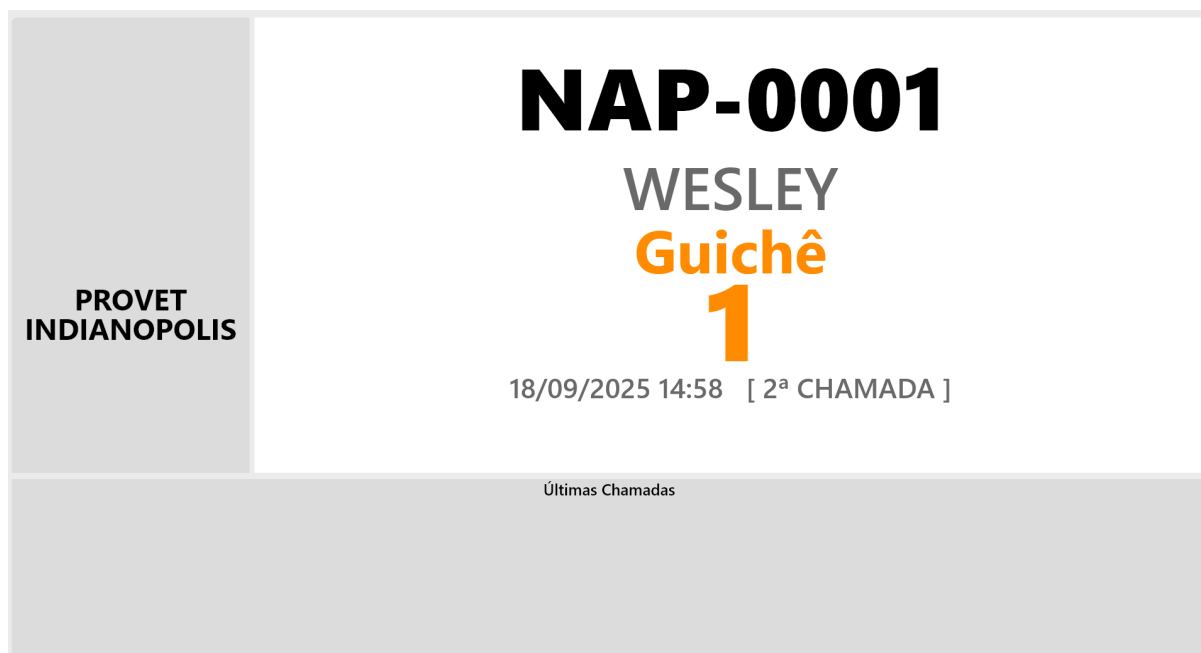 PROVET
INDIANOPOLIS
NAP-0001
WESLEY
Guichê
1
18/09/2025 14:58 [ 2ª CHAMADA ]
Últimas Chamadas